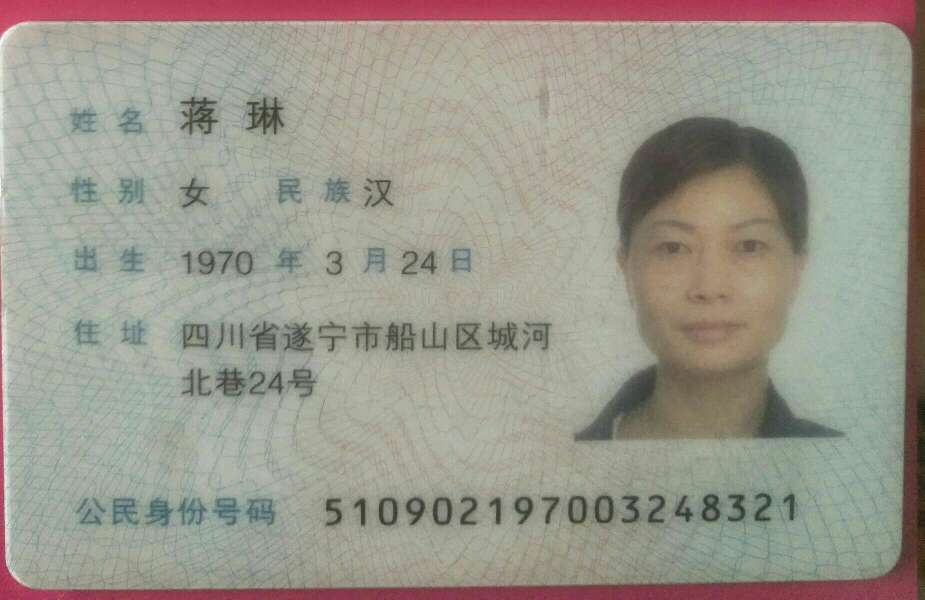 姓名 蒋琳
性别 女 民族 汉
出生 1970 年 3 月 24 日
住址 四川省遂宁市船山区城河
北巷24号
公民身份号码 510902197003248321